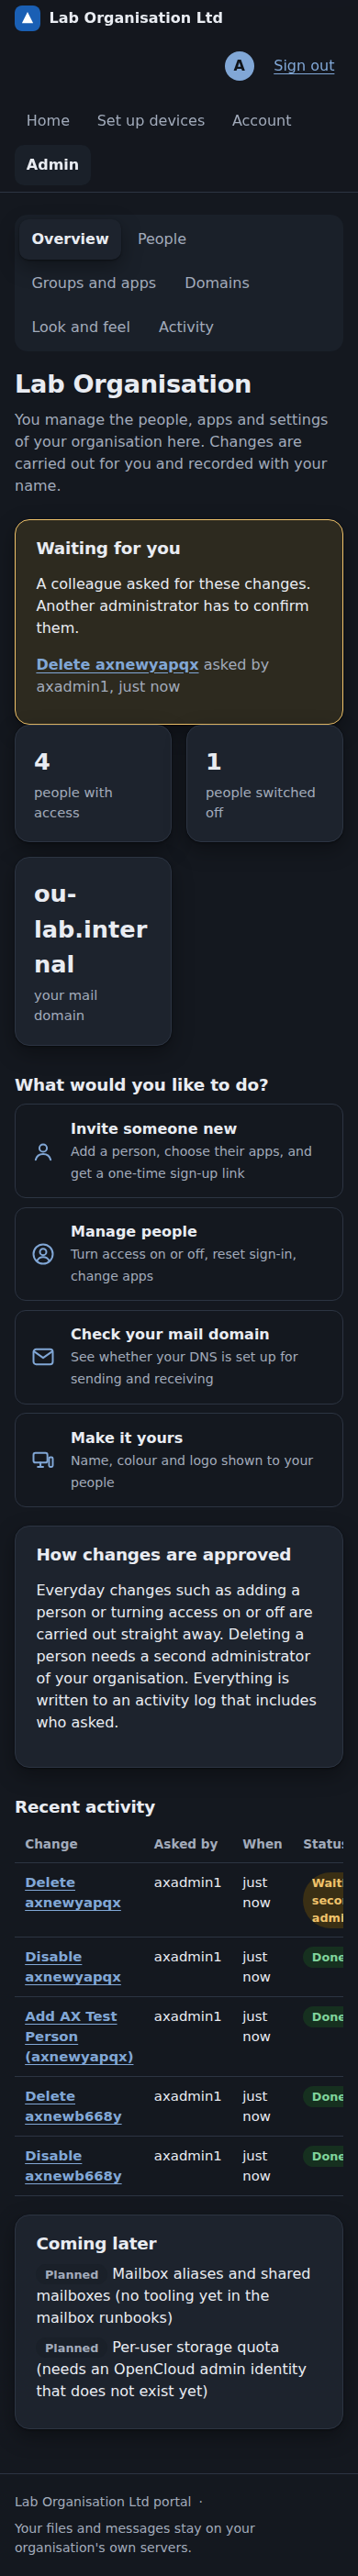 Lab Organisation Ltd
A Sign out
Home Set up devices Account
Admin
Overview People
Groups and apps Domains
Look and feel Activity
Lab Organisation
You manage the people, apps and settings
of your organisation here. Changes are
carried out for you and recorded with your
name.
Waiting for you
A colleague asked for these changes.
Another administrator has to confirm
them.
Delete axnewyapqx asked by
axadmin1, just now
4
people with
access
1
people switched
off
ou-
lab.inter
nal
your mail
domain
What would you like to do?
Invite someone new
Add a person, choose their apps, and
get a one-time sign-up link
Manage people
Turn access on or off, reset sign-in,
change apps
Check your mail domain
See whether your DNS is set up for
sending and receiving
Make it yours
Name, colour and logo shown to your
people
How changes are approved
Everyday changes such as adding a
person or turning access on or off are
carried out straight away. Deleting a
person needs a second administrator
of your organisation. Everything is
written to an activity log that includes
who asked.
Recent activity
Change Asked by When Status
Delete axadmin1 just
axnewyapqx now
Disable axadmin1 just Done
axnewyapqx now
Add AX Test axadmin1 just Done
Person now
(axnewyapqx)
Delete axadmin1 just Done
axnewb668y now
Disable axadmin1 just Done
axnewb668y now
Coming later
Planned Mailbox aliases and shared
mailboxes (no tooling yet in the
mailbox runbooks)
Planned Per-user storage quota
(needs an OpenCloud admin identity
that does not exist yet)
Lab Organisation Ltd portal ·
Your files and messages stay on your
organisation's own servers.